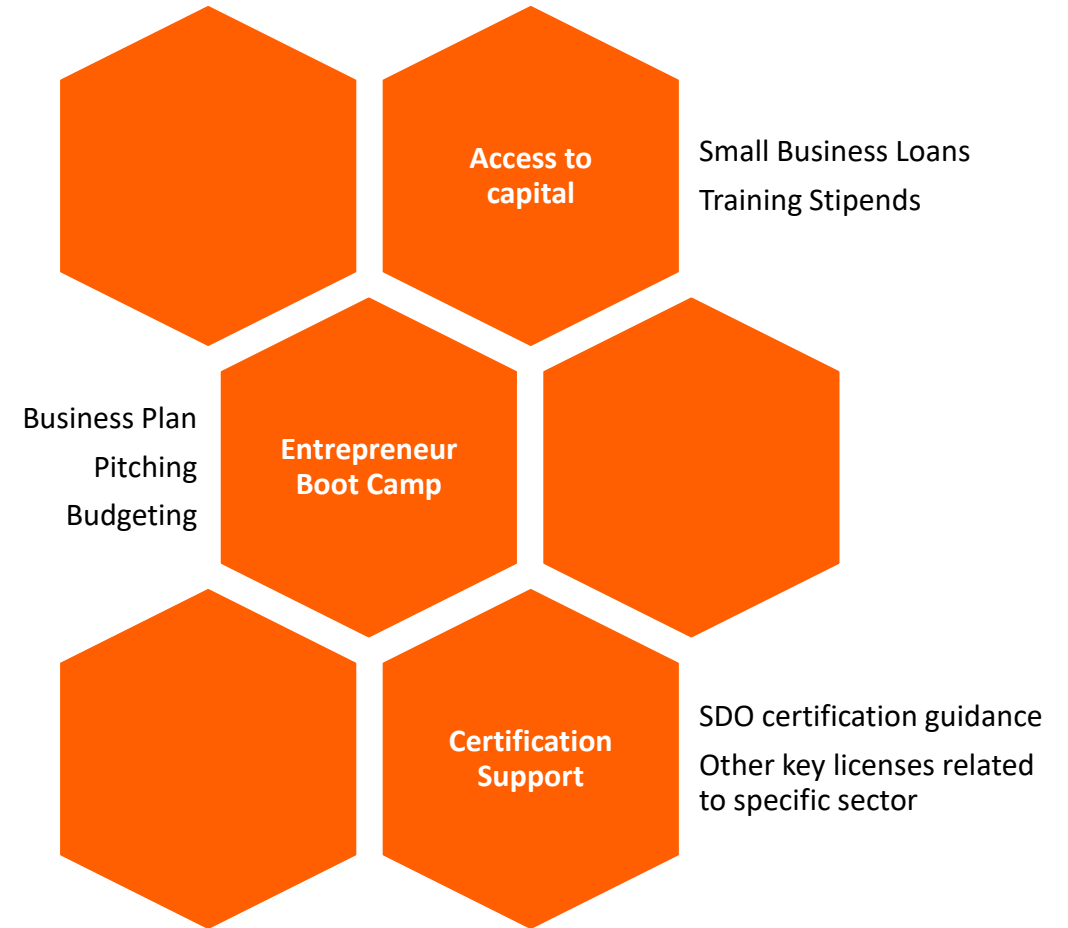 Access to
capital
Small Business Loans
Training Stipends
Business Plan
Pitching
Budgeting
Entrepreneur
Boot Camp
Certification
Support
SDO certification guidance
Other key licenses related
to specific sector